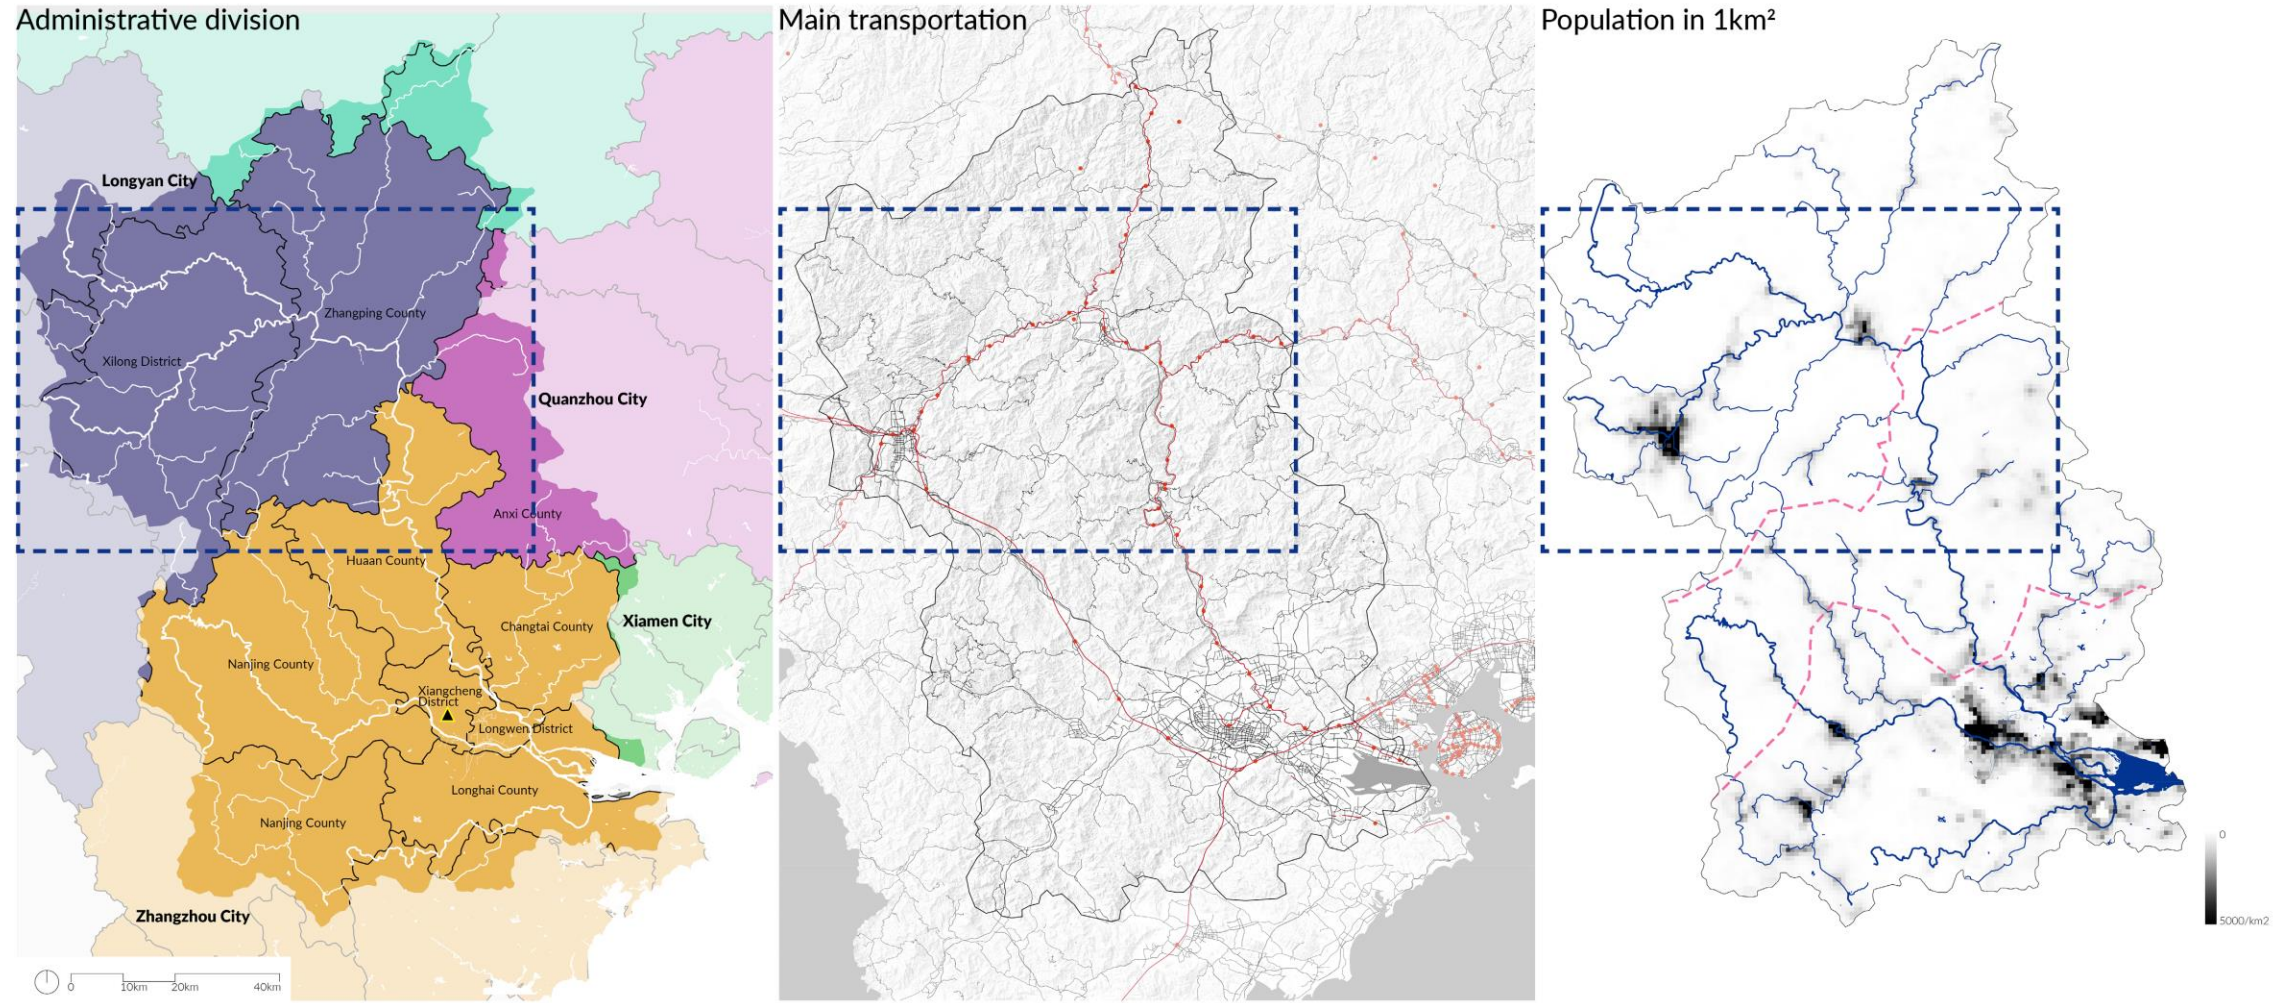 Administrative division
Main transportation
Population in 1km²
Longyan City
Zhangping County
Xilong District
Quanzhou City
Anxi County
Huaan County
Xiamen City
Changtai County
Nanjing County
Xiangcheng
District
Longwen District
Longhai County
Nanjing County
Zhangzhou City
0
10km
20km
40km
0
5000/km2